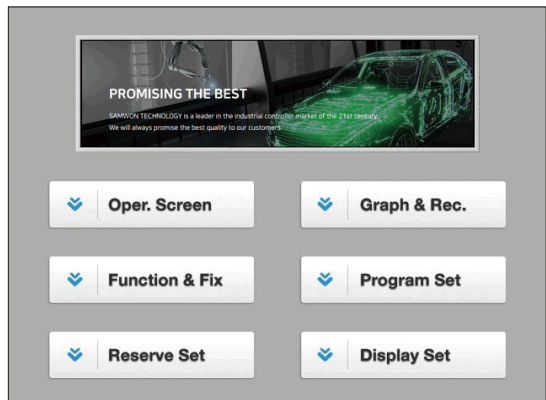 PROMISING THE BEST
SAMWON TECHNOLOGY is a leader in the industrial controller market of the 21st century.
We will always promise the best quality to our customers.
Oper. Screen
Graph & Rec.
Function & Fix
Program Set
Reserve Set
Display Set